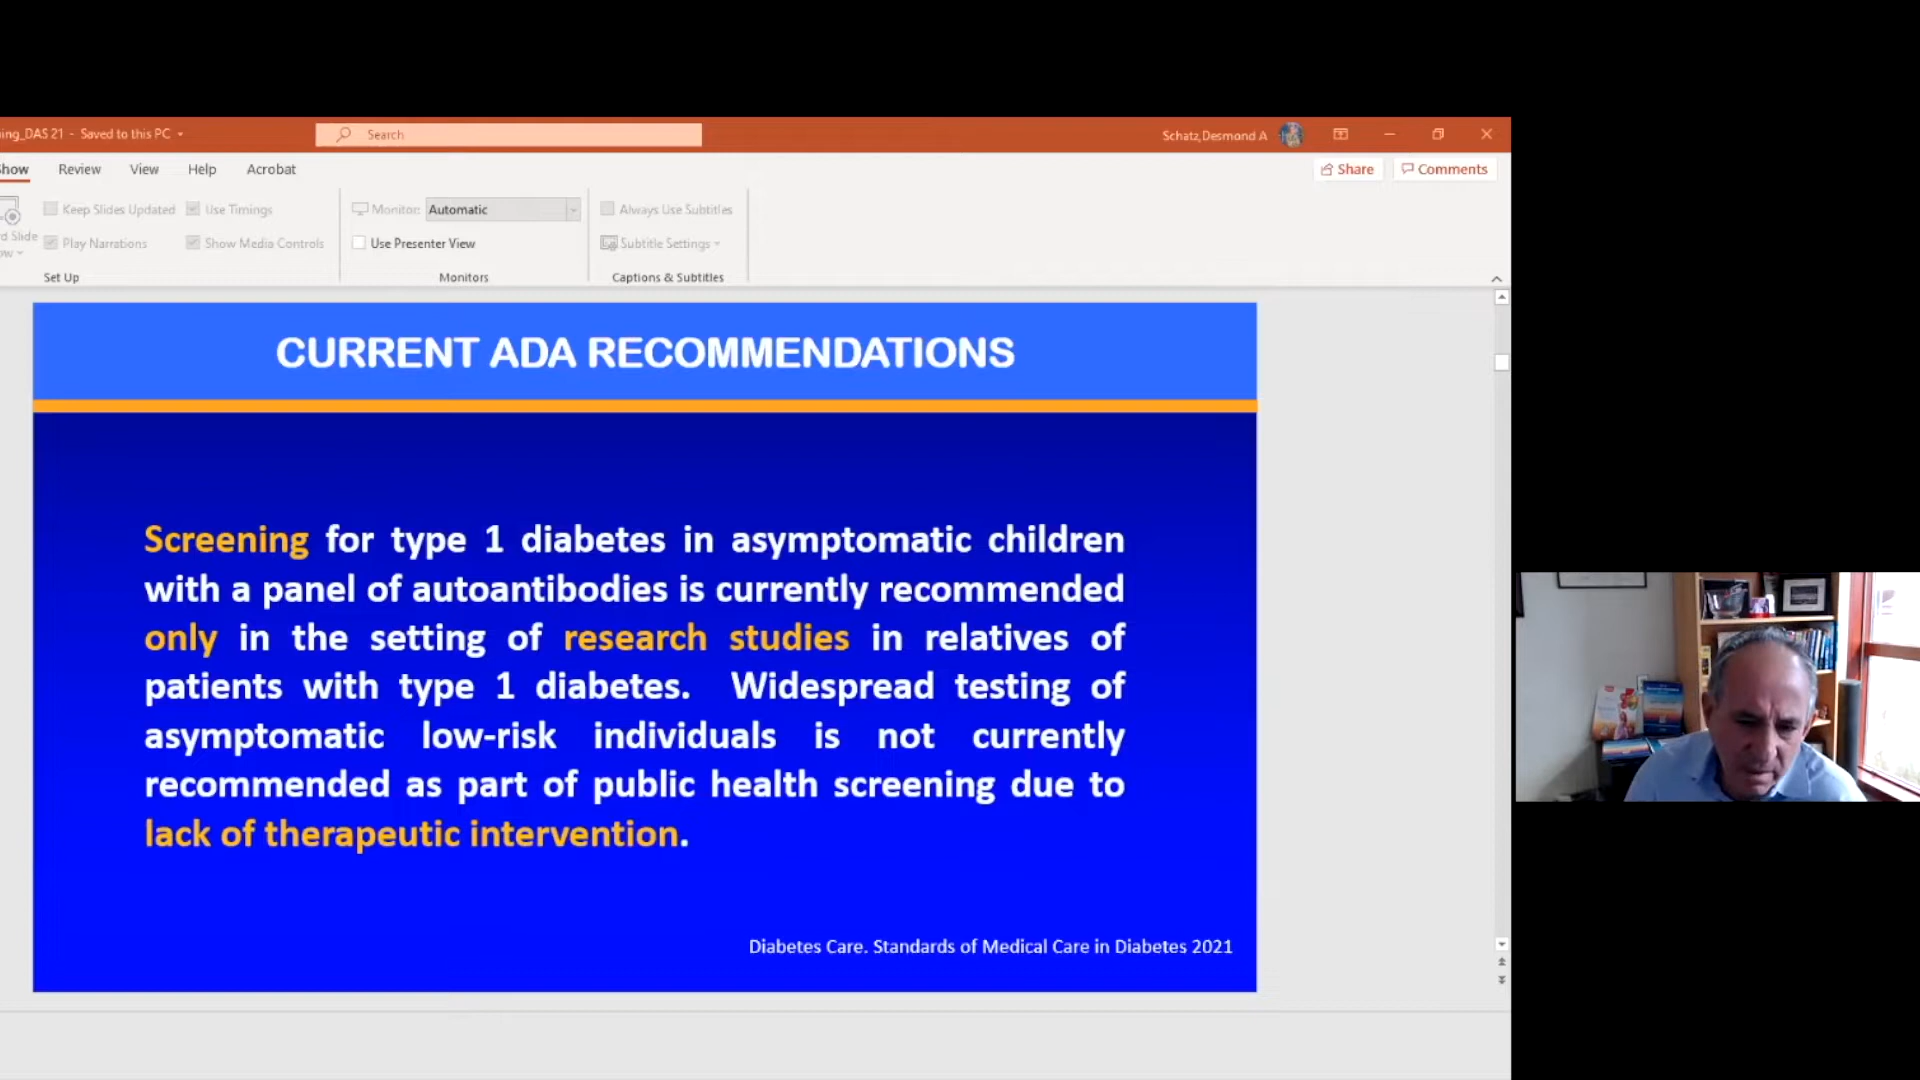 ing_DAS 21 - Saved to this PC
Search
Schatz,Desmond A
Show
Review
View
Help
Acrobat
Share
Comments
Keep Slides Updated
Use Timings
Monitor:
Automatic
Always Use Subtitles
d Slide
ow
Play Narrations
Show Media Controls
Use Presenter View
Subtitle Settings
Set Up
Monitors
Captions & Subtitles
CURRENT ADA RECOMMENDATIONS
Screening for type 1 diabetes in asymptomatic children
with a panel of autoantibodies is currently recommended
only in the setting of research studies in relatives of
patients with type 1 diabetes. Widespread testing of
asymptomatic low-risk individuals is not currently
recommended as part of public health screening due to
lack of therapeutic intervention.
Diabetes Care. Standards of Medical Care in Diabetes 2021